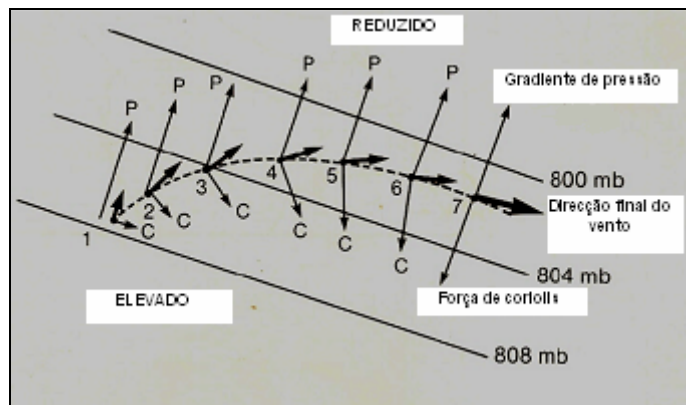 REDUZIDO
P P P P P P
Gradiente de pressão
800 mb
1 2 3 4 5 6 7
C C C C C C
Direcção final do
vento
804 mb
ELEVADO
Força de coriolis
808 mb